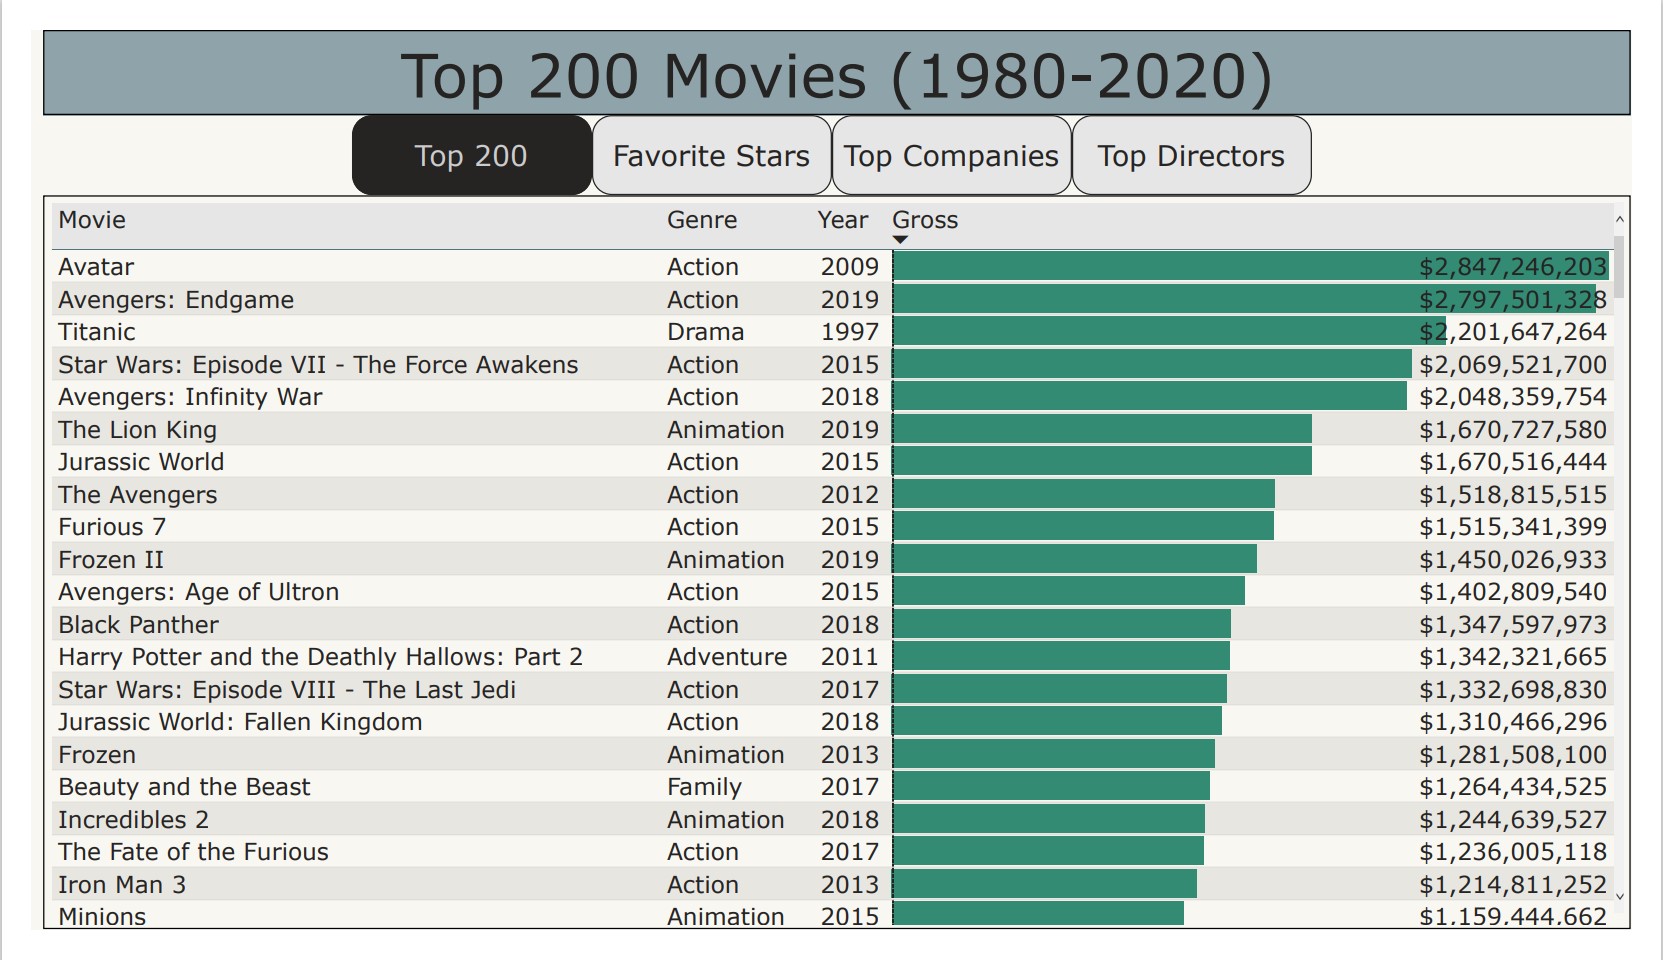 Top 200 Movies (1980-2020)
Top 200 Favorite Stars Top Companies Top Directors
Movie Genre Year Gross
Avatar Action 2009 $2,847,246,203
Avengers: Endgame Action 2019 $2,797,501,328
Titanic Drama 1997 $2,201,647,264
Star Wars: Episode VII - The Force Awakens Action 2015 $2,069,521,700
Avengers: Infinity War Action 2018 $2,048,359,754
The Lion King Animation 2019 $1,670,727,580
Jurassic World Action 2015 $1,670,516,444
The Avengers Action 2012 $1,518,815,515
Furious 7 Action 2015 $1,515,341,399
Frozen II Animation 2019 $1,450,026,933
Avengers: Age of Ultron Action 2015 $1,402,809,540
Black Panther Action 2018 $1,347,597,973
Harry Potter and the Deathly Hallows: Part 2 Adventure 2011 $1,342,321,665
Star Wars: Episode VIII - The Last Jedi Action 2017 $1,332,698,830
Jurassic World: Fallen Kingdom Action 2018 $1,310,466,296
Frozen Animation 2013 $1,281,508,100
Beauty and the Beast Family 2017 $1,264,434,525
Incredibles 2 Animation 2018 $1,244,639,527
The Fate of the Furious Action 2017 $1,236,005,118
Iron Man 3 Action 2013 $1,214,811,252
Minions Animation 2015 $1,159,444,662